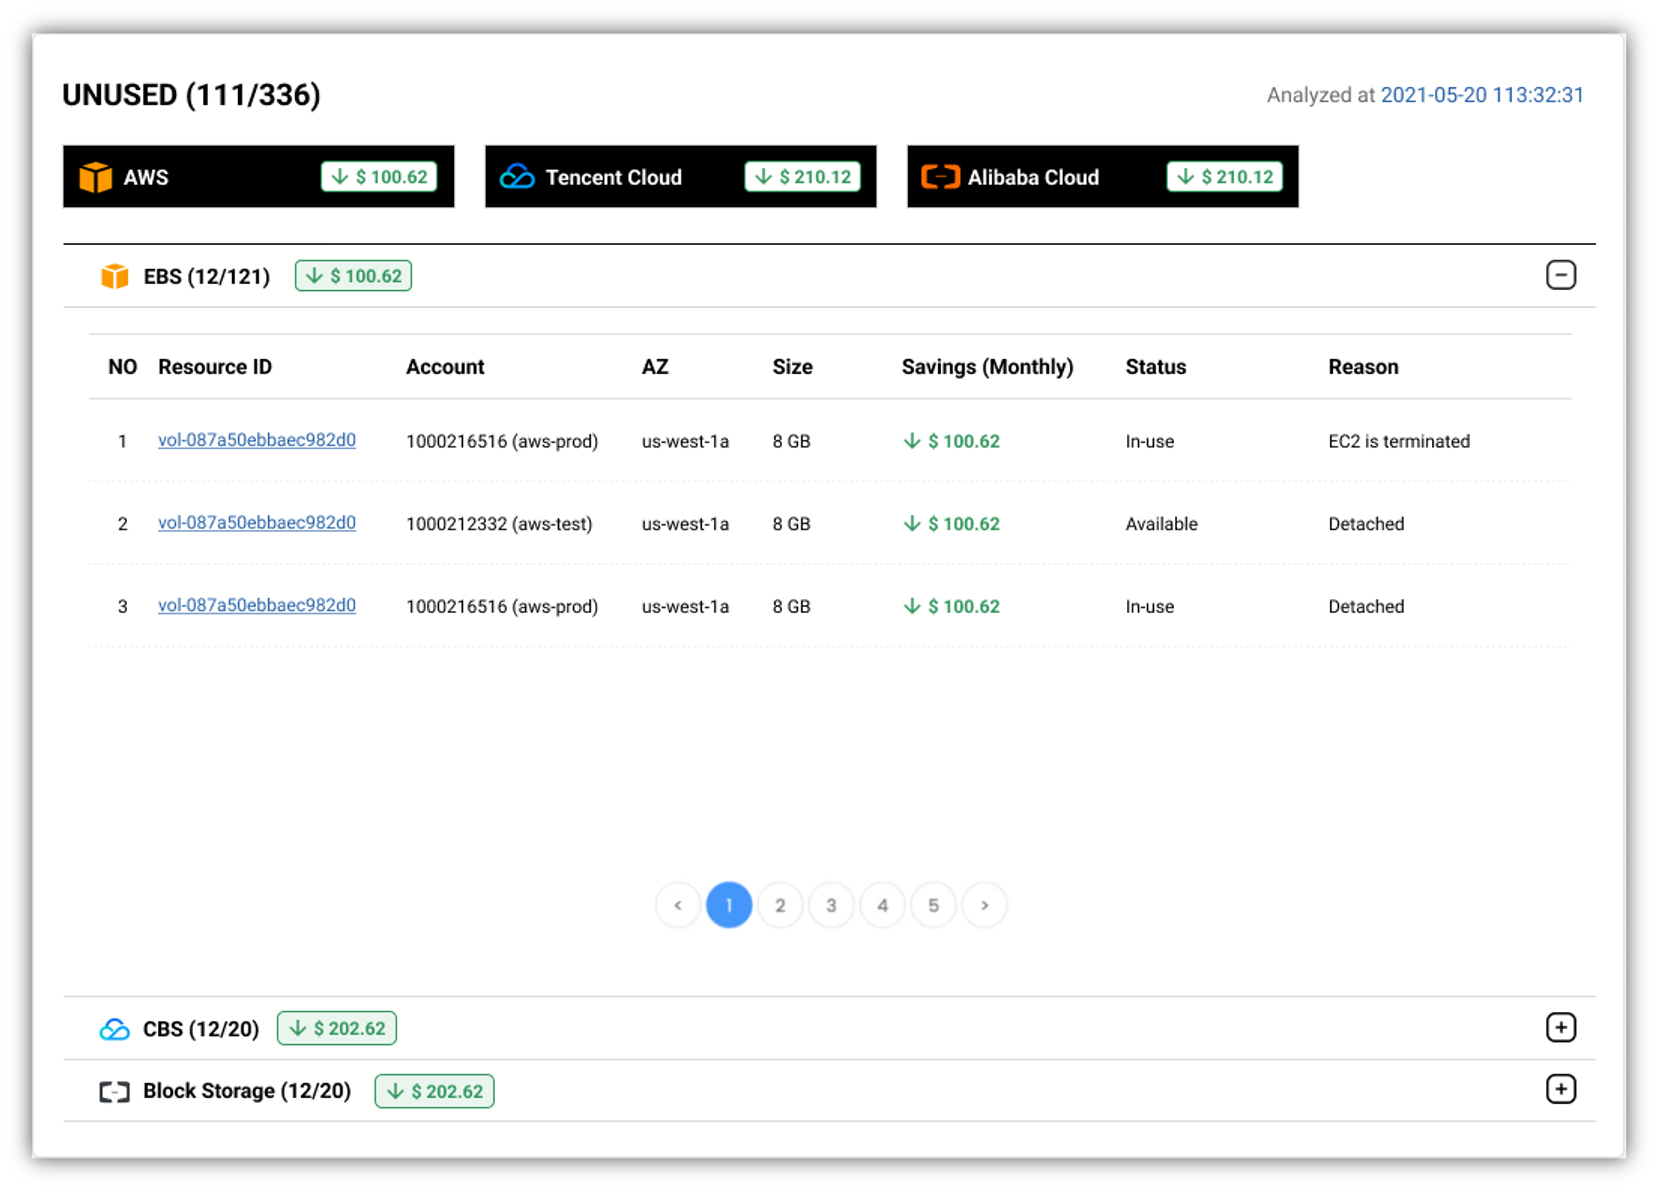 UNUSED (111/336)
Analyzed at 2021-05-20 113:32:31
AWS ↓ $ 100.62
Tencent Cloud ↓ $ 210.12
Alibaba Cloud ↓ $ 210.12
EBS (12/121) ↓ $ 100.62
NO Resource ID Account AZ Size Savings (Monthly) Status Reason
1 vol-087a50ebbaec982d0 1000216516 (aws-prod) us-west-1a 8 GB ↓ $ 100.62 In-use EC2 is terminated
2 vol-087a50ebbaec982d0 1000212332 (aws-test) us-west-1a 8 GB ↓ $ 100.62 Available Detached
3 vol-087a50ebbaec982d0 1000216516 (aws-prod) us-west-1a 8 GB ↓ $ 100.62 In-use Detached
< 1 2 3 4 5 >
CBS (12/20) ↓ $ 202.62
Block Storage (12/20) ↓ $ 202.62